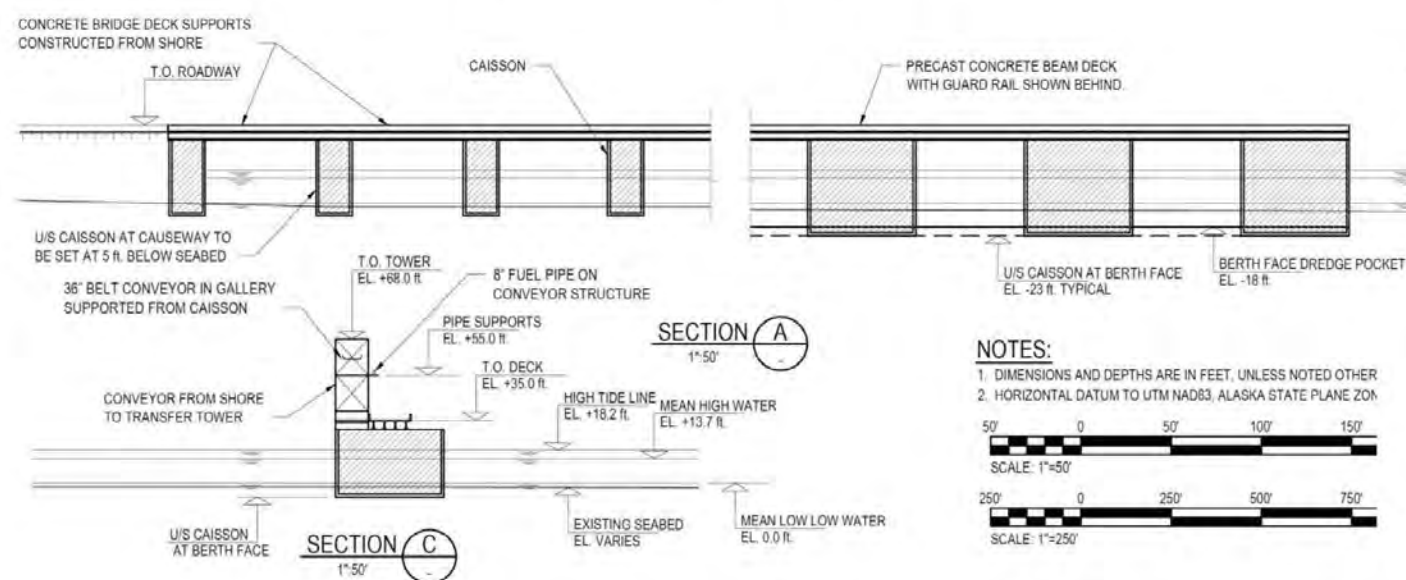 CONCRETE BRIDGE DECK SUPPORTS
CONSTRUCTED FROM SHORE
T.O. ROADWAY
CAISSON
PRECAST CONCRETE BEAM DECK
WITH GUARD RAIL SHOWN BEHIND.
U/S CAISSON AT CAUSEWAY TO
BE SET AT 5 ft. BELOW SEABED
U/S CAISSON AT BERTH FACE
EL. -23 ft. TYPICAL
BERTH FACE DREDGE POCKET
EL. -18 ft.
T.O. TOWER
EL. +68.0 ft.
36" BELT CONVEYOR IN GALLERY
SUPPORTED FROM CAISSON
8" FUEL PIPE ON
CONVEYOR STRUCTURE
PIPE SUPPORTS
EL. +55.0 ft.
SECTION A
1":50'
-
T.O. DECK
EL. +35.0 ft.
CONVEYOR FROM SHORE
TO TRANSFER TOWER
HIGH TIDE LINE
EL. +18.2 ft.
MEAN HIGH WATER
EL. +13.7 ft.
U/S CAISSON
AT BERTH FACE
EXISTING SEABED
EL. VARIES
MEAN LOW LOW WATER
EL. 0.0 ft.
SECTION C
1":50'
-
NOTES:
1. DIMENSIONS AND DEPTHS ARE IN FEET, UNLESS NOTED OTHER
2. HORIZONTAL DATUM TO UTM NAD83, ALASKA STATE PLANE ZON
50' 0 50' 100' 150'
SCALE: 1"=50'
250' 0 250' 500' 750'
SCALE: 1"=250'